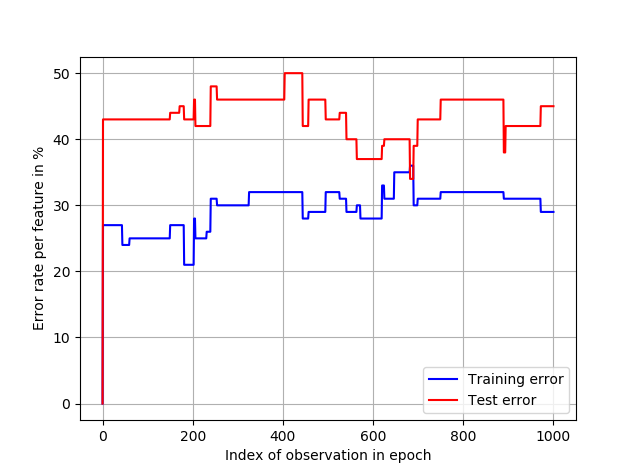 50
40
30
20
10
0
Error rate per feature in %
0 200 400 600 800 1000
Index of observation in epoch
Training error
Test error